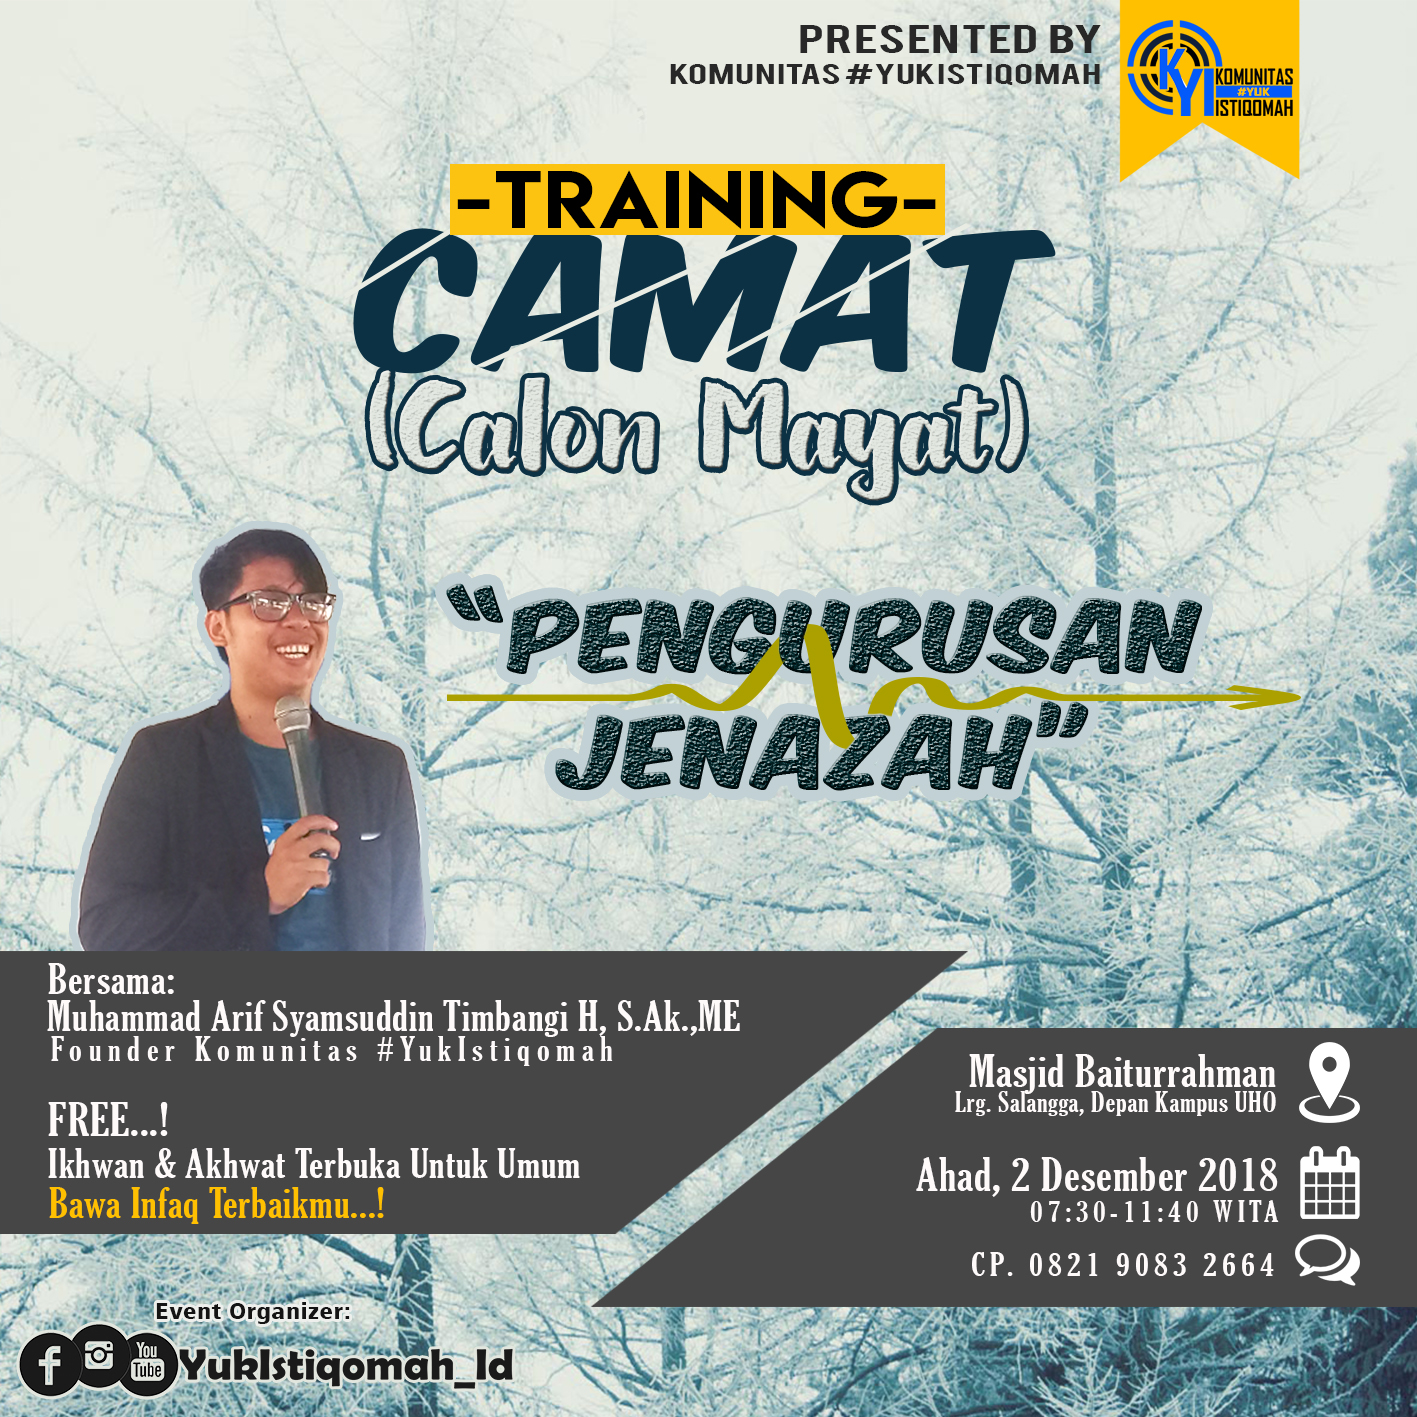 PRESENTED BY
KOMUNITAS #YUKISTIQOMAH
KYI
KOMUNITAS
#YUK
ISTIQOMAH
-TRAINING-
CAMAT
(Calon Mayat)
"PENGURUSAN
JENAZAH"
Bersama:
Muhammad Arif Syamsuddin Timbangi H, S.Ak.,ME
Founder Komunitas #YukIstiqomah
FREE...!
Ikhwan & Akhwat Terbuka Untuk Umum
Bawa Infaq Terbaikmu...!
Masjid Baiturrahman
Lrg. Salangga, Depan Kampus UHO
Ahad, 2 Desember 2018
07:30-11:40 WITA
CP. 0821 9083 2664
Event Organizer:
f
You
Tube
YukIstiqomah_Id